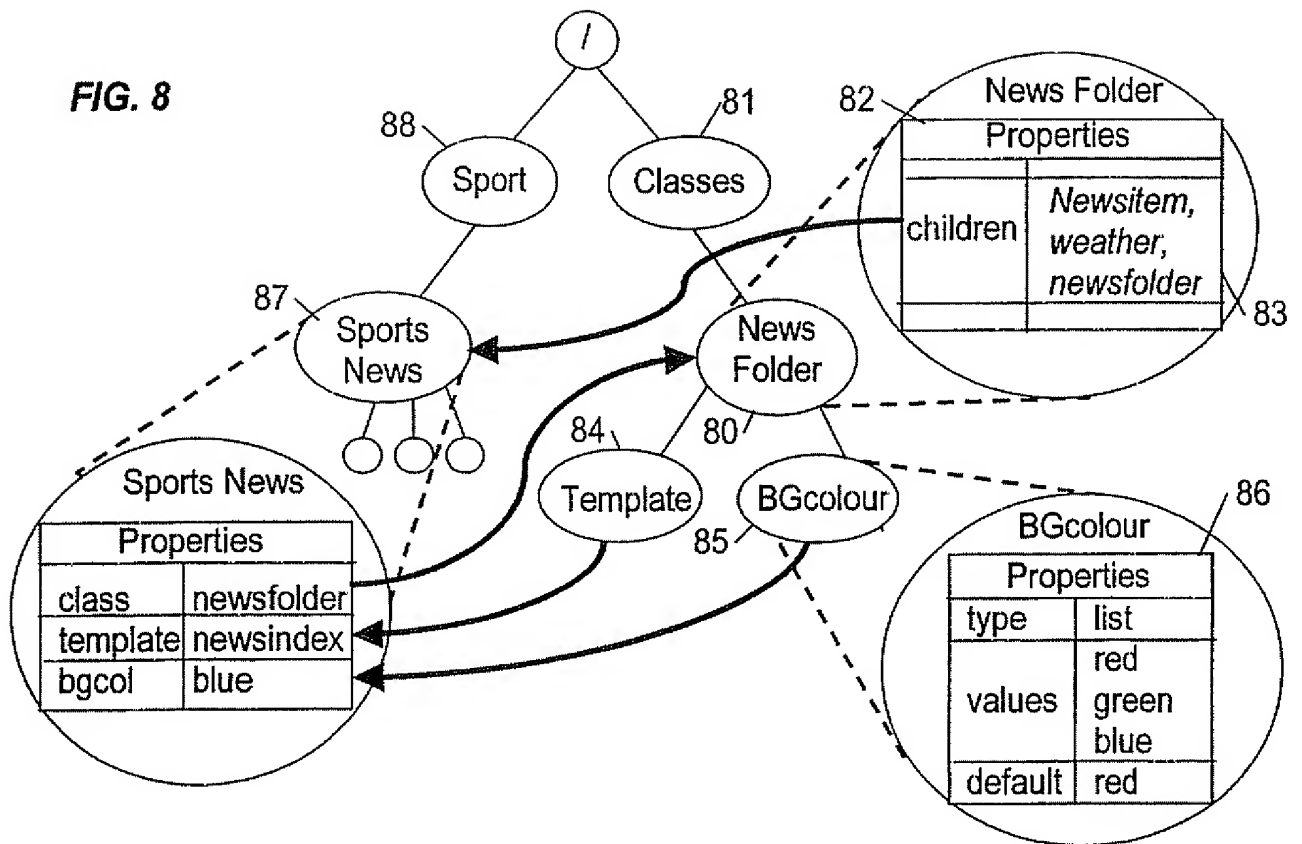 FIG. 8
/
88
Sport
81
Classes
82
News Folder
Properties
children
Newsitem,
weather,
newsfolder
83
87
Sports
News
News
Folder
80
84
Template
85
BGcolour
Sports News
Properties
class newsfolder
template newsindex
bgcol blue
86
BGcolour
Properties
type list
values
red
green
blue
default red